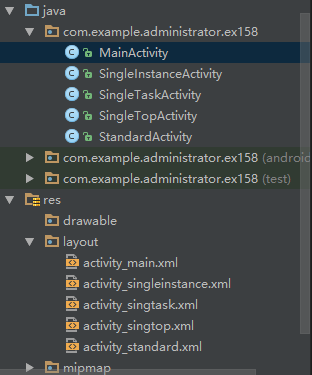 java
com.example.administrator.ex158
MainActivity
SingleInstanceActivity
SingleTaskActivity
SingleTopActivity
StandardActivity
com.example.administrator.ex158 (androi
com.example.administrator.ex158 (test)
res
drawable
layout
activity_main.xml
activity_singleinstance.xml
activity_singtask.xml
activity_singtop.xml
activity_standard.xml
mipmap